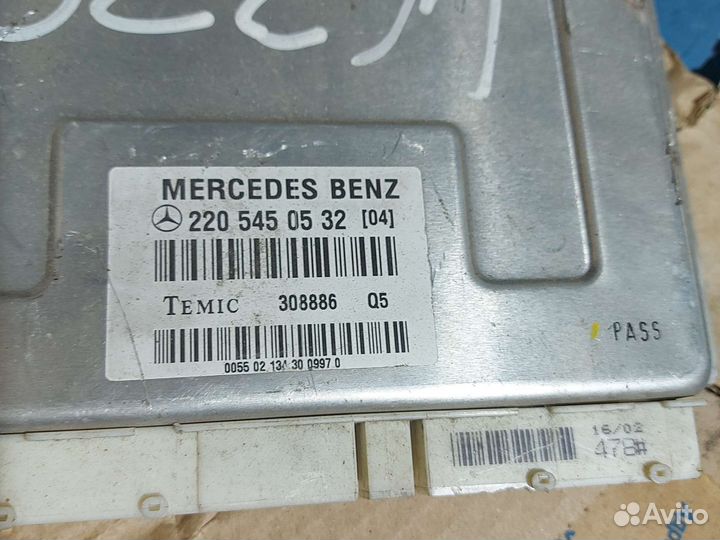 MERCEDES BENZ
220 545 05 32 [04]
TEMIC 308886 Q5
0055 02 134 30 0997 0
PASS
16/02
478#
Avito